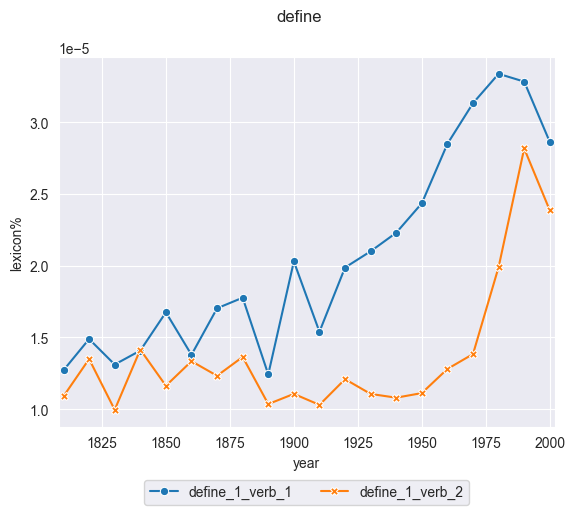 define
1e−5
3.0
2.5
2.0
1.5
1.0
lexicon%
1825 1850 1875 1900 1925 1950 1975 2000
year
define_1_verb_1 define_1_verb_2